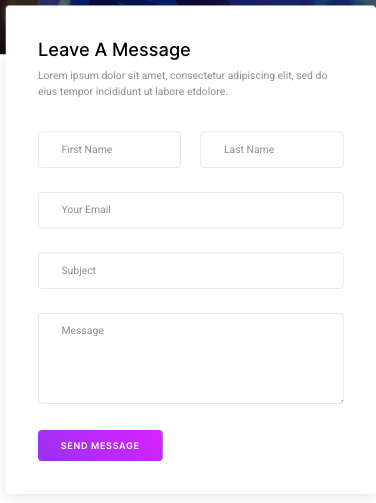 Leave A Message
Lorem ipsum dolor sit amet, consectetur adipiscing elit, sed do
eius tempor incididunt ut labore etdolore.
First Name
Last Name
Your Email
Subject
Message
SEND MESSAGE